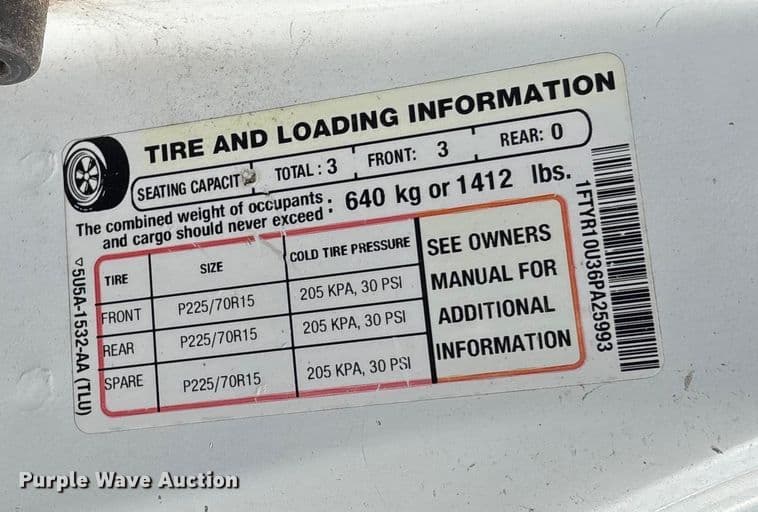 TIRE AND LOADING INFORMATION
SEATING CAPACIT TOTAL : 3 FRONT: 3 REAR: 0
The combined weight of occupants
and cargo should never exceed : 640 kg or 1412 lbs.
TIRE SIZE COLD TIRE PRESSURE
FRONT P225/70R15 205 KPA, 30 PSI
REAR P225/70R15 205 KPA, 30 PSI
SPARE P225/70R15 205 KPA, 30 PSI
SEE OWNERS
MANUAL FOR
ADDITIONAL
INFORMATION
1FTYR10U36PA25993
▽5U5A-1532-AA (TLU)
Purple Wave Auction